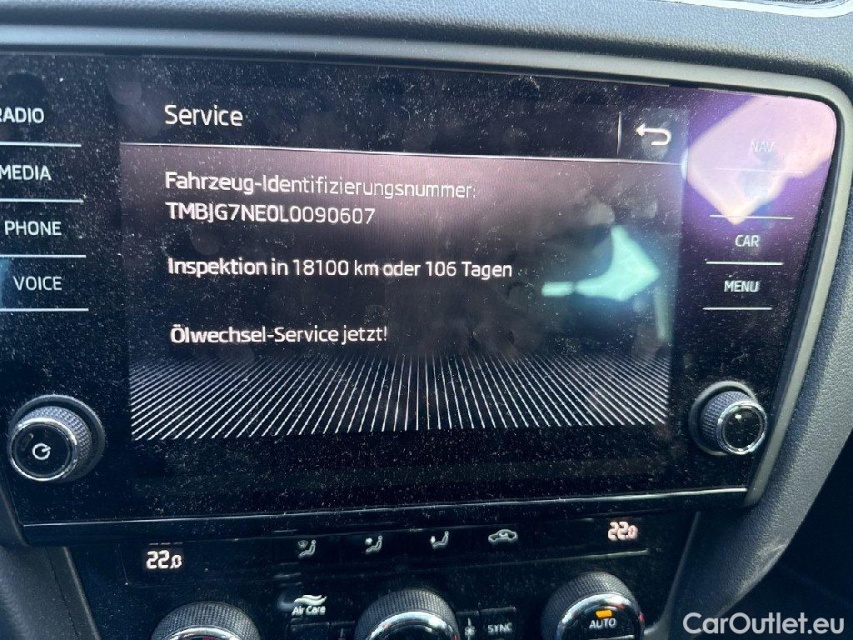 RADIO
MEDIA
PHONE
VOICE
Service
Fahrzeug-Identifizierungsnummer:
TMBJG7NE0L0090607
Inspektion in 18100 km oder 106 Tagen
Ölwechsel-Service jetzt!
NAV
CAR
MENU
22.0
22.0
Air Care
SYNC
AUTO
CarOutlet.eu